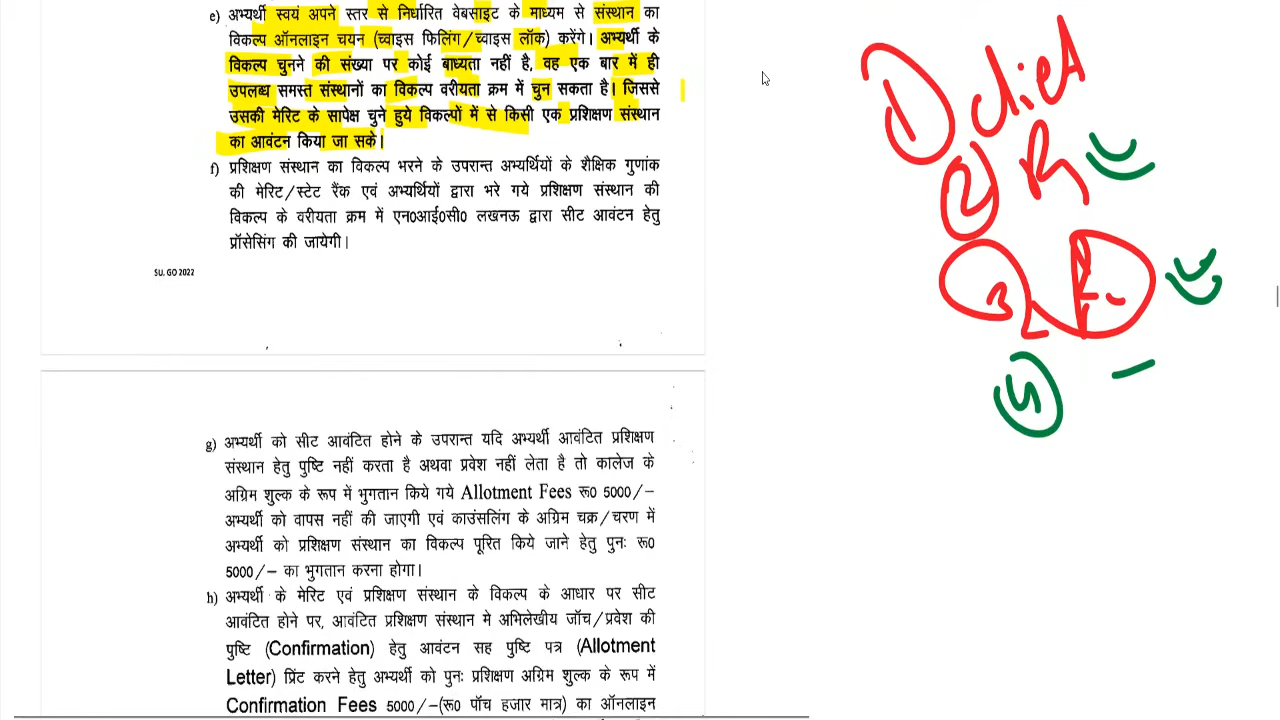 e) अभ्यर्थी स्वयं अपने स्तर से निर्धारित वेबसाइट के माध्यम से संस्थान का
विकल्प ऑनलाइन चयन (च्वाइस फिलिंग/च्वाइस लॉक) करेंगे। अभ्यर्थी के
विकल्प चुनने की संख्या पर कोई बाध्यता नहीं है, वह एक बार में ही
उपलब्ध समस्त संस्थानों का विकल्प वरीयता क्रम में चुन सकता है। जिससे
उसकी मेरिट के सापेक्ष चुने हुये विकल्पों में से किसी एक प्रशिक्षण संस्थान
का आवंटन किया जा सके।
f) प्रशिक्षण संस्थान का विकल्प भरने के उपरान्त अभ्यर्थियों के शैक्षिक गुणांक
की मेरिट/स्टेट रैंक एवं अभ्यर्थियों द्वारा भरे गये प्रशिक्षण संस्थान की
विकल्प के वरीयता क्रम में एन0आई0सी0 लखनऊ द्वारा सीट आवंटन हेतु
प्रॉसेसिंग की जायेगी।
SU. GO 2022
g) अभ्यर्थी को सीट आवंटित होने के उपरान्त यदि अभ्यर्थी आवंटित प्रशिक्षण
संस्थान हेतु पुष्टि नहीं करता है अथवा प्रवेश नहीं लेता है तो कालेज के
अग्रिम शुल्क के रूप में भुगतान किये गये Allotment Fees रू0 5000/-
अभ्यर्थी को वापस नहीं की जाएगी एवं काउंसलिंग के अग्रिम चक्र/चरण में
अभ्यर्थी को प्रशिक्षण संस्थान का विकल्प पूरित किये जाने हेतु पुनः रू0
5000/- का भुगतान करना होगा।
h) अभ्यर्थी के मेरिट एवं प्रशिक्षण संस्थान के विकल्प के आधार पर सीट
आवंटित होने पर, आवंटित प्रशिक्षण संस्थान मे अभिलेखीय जॉच/प्रवेश की
पुष्टि (Confirmation) हेतु आवंटन सह पुष्टि पत्र (Allotment
Letter) प्रिंट करने हेतु अभ्यर्थी को पुनः प्रशिक्षण अग्रिम शुल्क के रूप में
Confirmation Fees 5000/-(रू0 पॉच हजार मात्र) का ऑनलाइन
1 diet
2
3